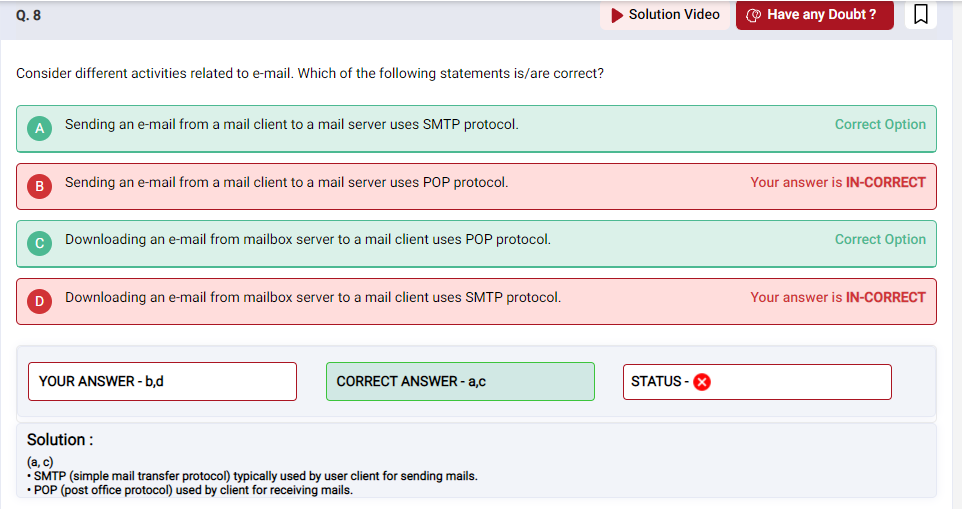 Q. 8
Solution Video
Have any Doubt ?
Consider different activities related to e-mail. Which of the following statements is/are correct?
A Sending an e-mail from a mail client to a mail server uses SMTP protocol. Correct Option
B Sending an e-mail from a mail client to a mail server uses POP protocol. Your answer is IN-CORRECT
C Downloading an e-mail from mailbox server to a mail client uses POP protocol. Correct Option
D Downloading an e-mail from mailbox server to a mail client uses SMTP protocol. Your answer is IN-CORRECT
YOUR ANSWER - b,d
CORRECT ANSWER - a,c
STATUS -
Solution :
(a, c)
• SMTP (simple mail transfer protocol) typically used by user client for sending mails.
• POP (post office protocol) used by client for receiving mails.